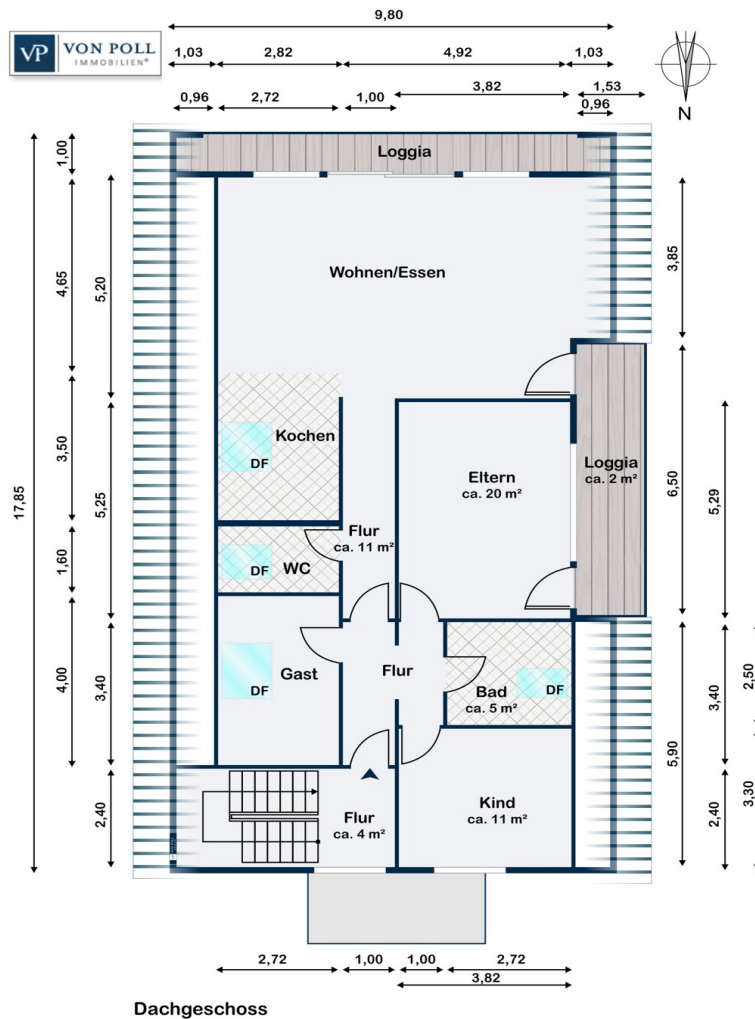 9,80
VP VON POLL
IMMOBILIEN®
1,03 2,82 4,92 1,03
3,82 1,53
0,96 2,72 1,00 0,96
N
1,00
Loggia
4,65
5,20
3,85
Wohnen/Essen
3,50
Kochen
DF
17,85
5,25
Eltern
ca. 20 m²
Loggia
ca. 2 m²
6,50
5,29
1,60
Flur
ca. 11 m²
WC
DF
4,00
3,40
Gast
DF
Flur
Bad
ca. 5 m²
DF
5,90
3,40
2,50
2,40
Flur
ca. 4 m²
Kind
ca. 11 m²
2,40
3,30
2,72 1,00 1,00 2,72
3,82
Dachgeschoss